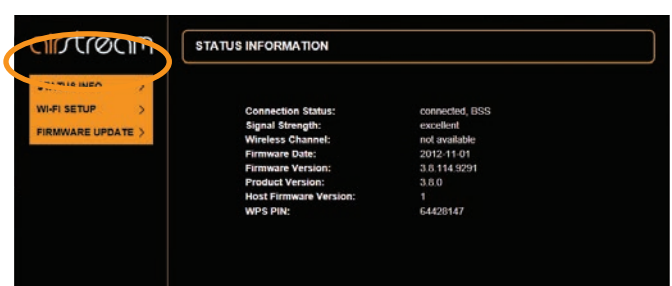 airstream
STATUS INFORMATION
STATUS INFO >
WI-FI SETUP >
FIRMWARE UPDATE >
Connection Status: connected, BSS
Signal Strength: excellent
Wireless Channel: not available
Firmware Date: 2012-11-01
Firmware Version: 3.8.114.9291
Product Version: 3.8.0
Host Firmware Version: 1
WPS PIN: 64428147